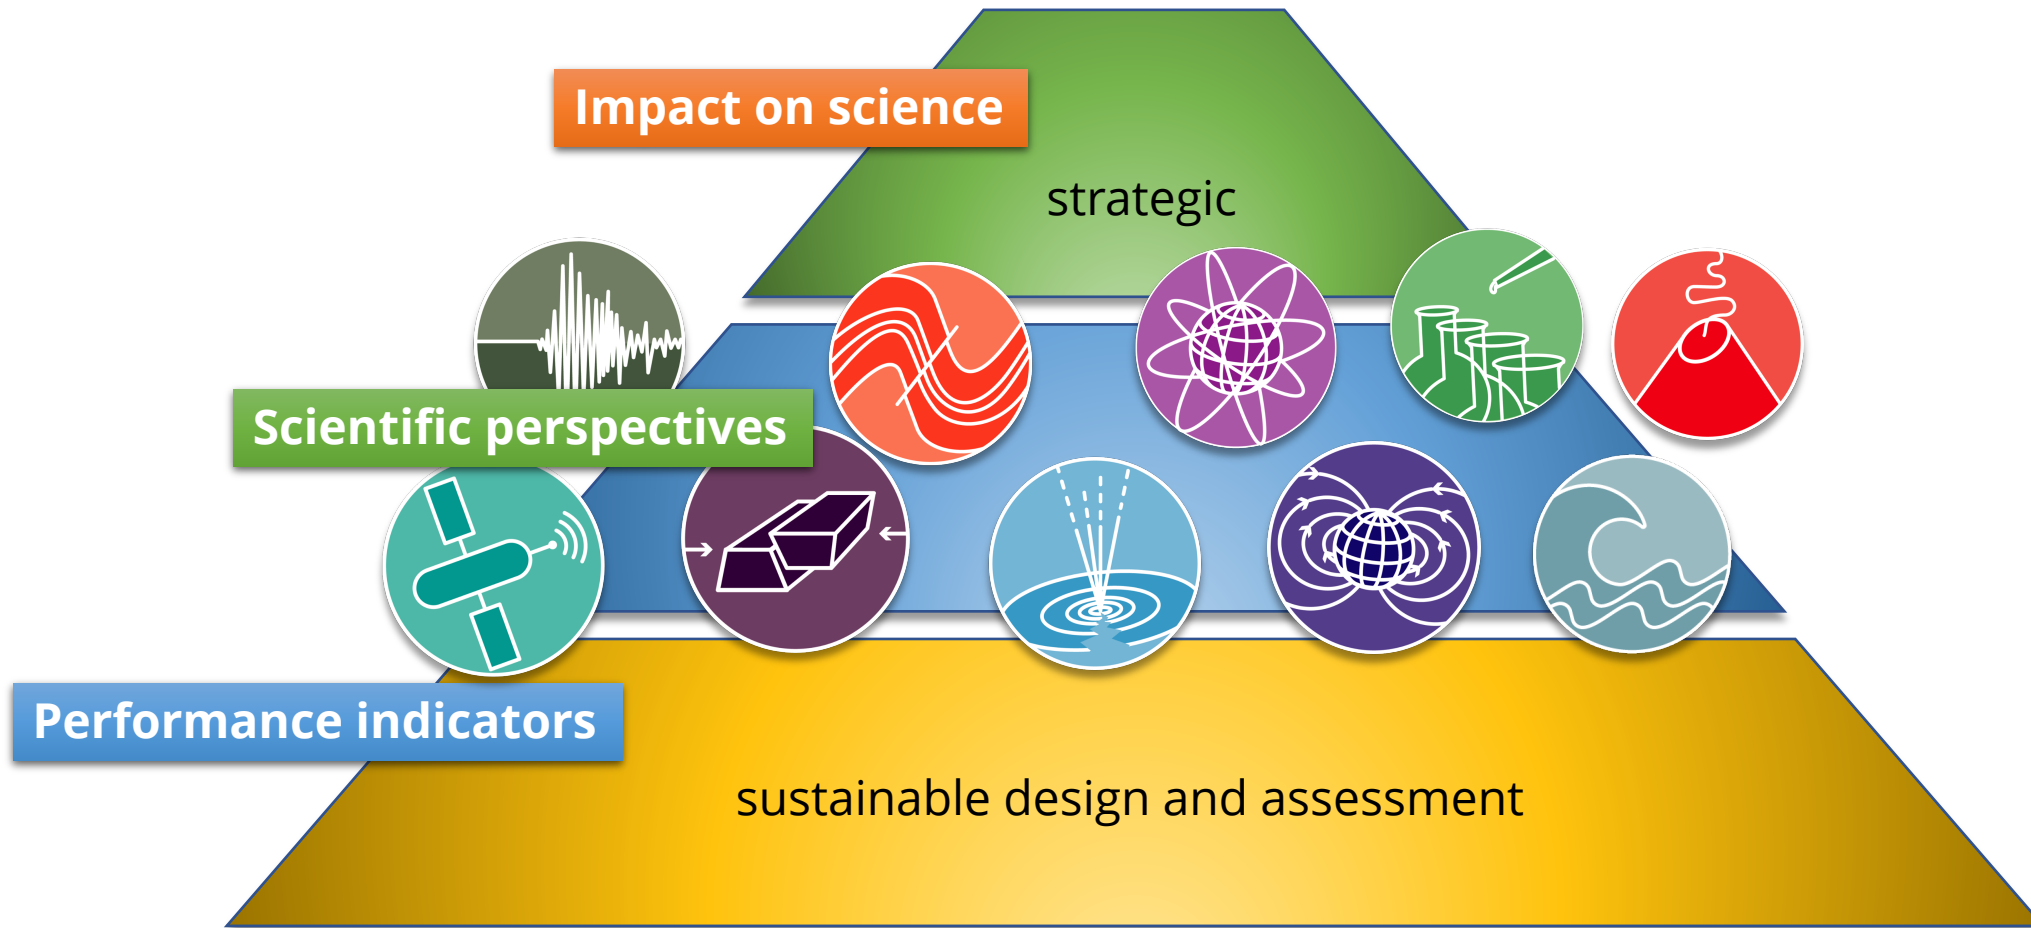 Impact on science
strategic
Scientific perspectives
Performance indicators
sustainable design and assessment